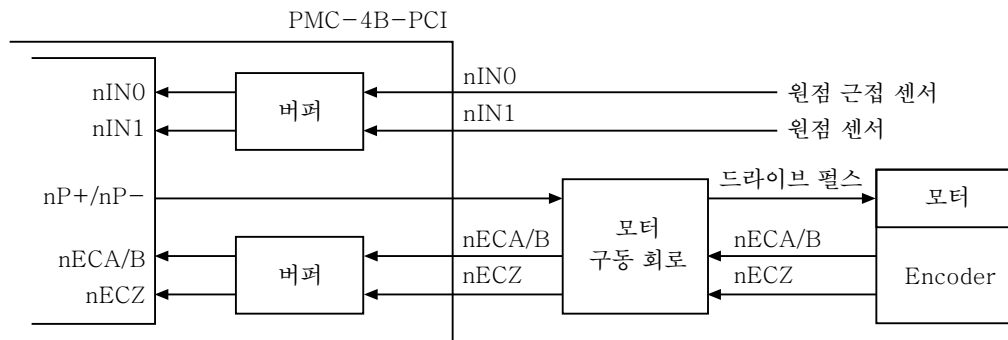 PMC-4B-PCI
nIN0
버퍼
nIN0
원점 근접 센서
nIN1
nIN1
원점 센서
nP+/nP-
드라이브 펄스
모터
모터
구동 회로
nECA/B
버퍼
nECA/B
nECA/B
nECZ
nECZ
nECZ
Encoder